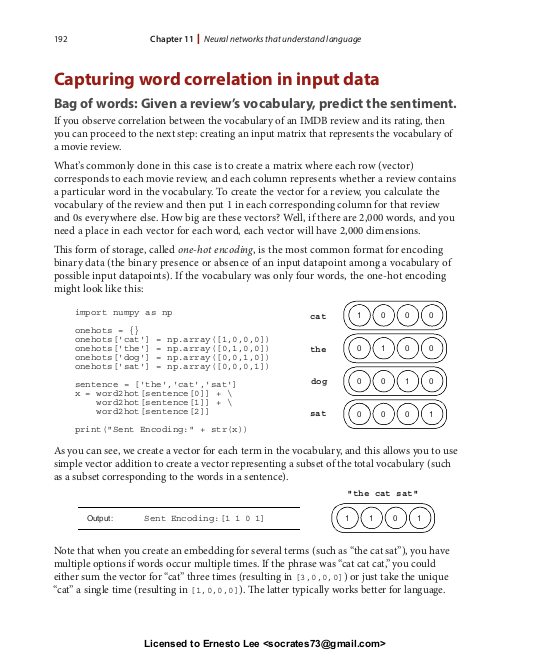 192
Chapter 11 | Neural networks that understand language
Capturing word correlation in input data
Bag of words: Given a review's vocabulary, predict the sentiment.
If you observe correlation between the vocabulary of an IMDB review and its rating, then
you can proceed to the next step: creating an input matrix that represents the vocabulary of
a movie review.
What's commonly done in this case is to create a matrix where each row (vector)
corresponds to each movie review, and each column represents whether a review contains
a particular word in the vocabulary. To create the vector for a review, you calculate the
vocabulary of the review and then put 1 in each corresponding column for that review
and 0s everywhere else. How big are these vectors? Well, if there are 2,000 words, and you
need a place in each vector for each word, each vector will have 2,000 dimensions.
This form of storage, called one-hot encoding, is the most common format for encoding
binary data (the binary presence or absence of an input datapoint among a vocabulary of
possible input datapoints). If the vocabulary was only four words, the one-hot encoding
might look like this:
import numpy as np
onehots = {}
onehots['cat'] = np.array([1,0,0,0])
onehots['the'] = np.array([0,1,0,0])
onehots['dog'] = np.array([0,0,1,0])
onehots['sat'] = np.array([0,0,0,1])
sentence = ['the','cat','sat']
x = word2hot[sentence[0]] + \
word2hot[sentence[1]] + \
word2hot[sentence[2]]
print("Sent Encoding:" + str(x))
cat 1 0 0 0
the 0 1 0 0
dog 0 0 1 0
sat 0 0 0 1
As you can see, we create a vector for each term in the vocabulary, and this allows you to use
simple vector addition to create a vector representing a subset of the total vocabulary (such
as a subset corresponding to the words in a sentence).
Output: Sent Encoding:[1 1 0 1]
"the cat sat"
1 1 0 1
Note that when you create an embedding for several terms (such as "the cat sat"), you have
multiple options if words occur multiple times. If the phrase was "cat cat cat," you could
either sum the vector for "cat" three times (resulting in [3,0,0,0]) or just take the unique
"cat" a single time (resulting in [1,0,0,0]). The latter typically works better for language.
Licensed to Ernesto Lee <socrates73@gmail.com>